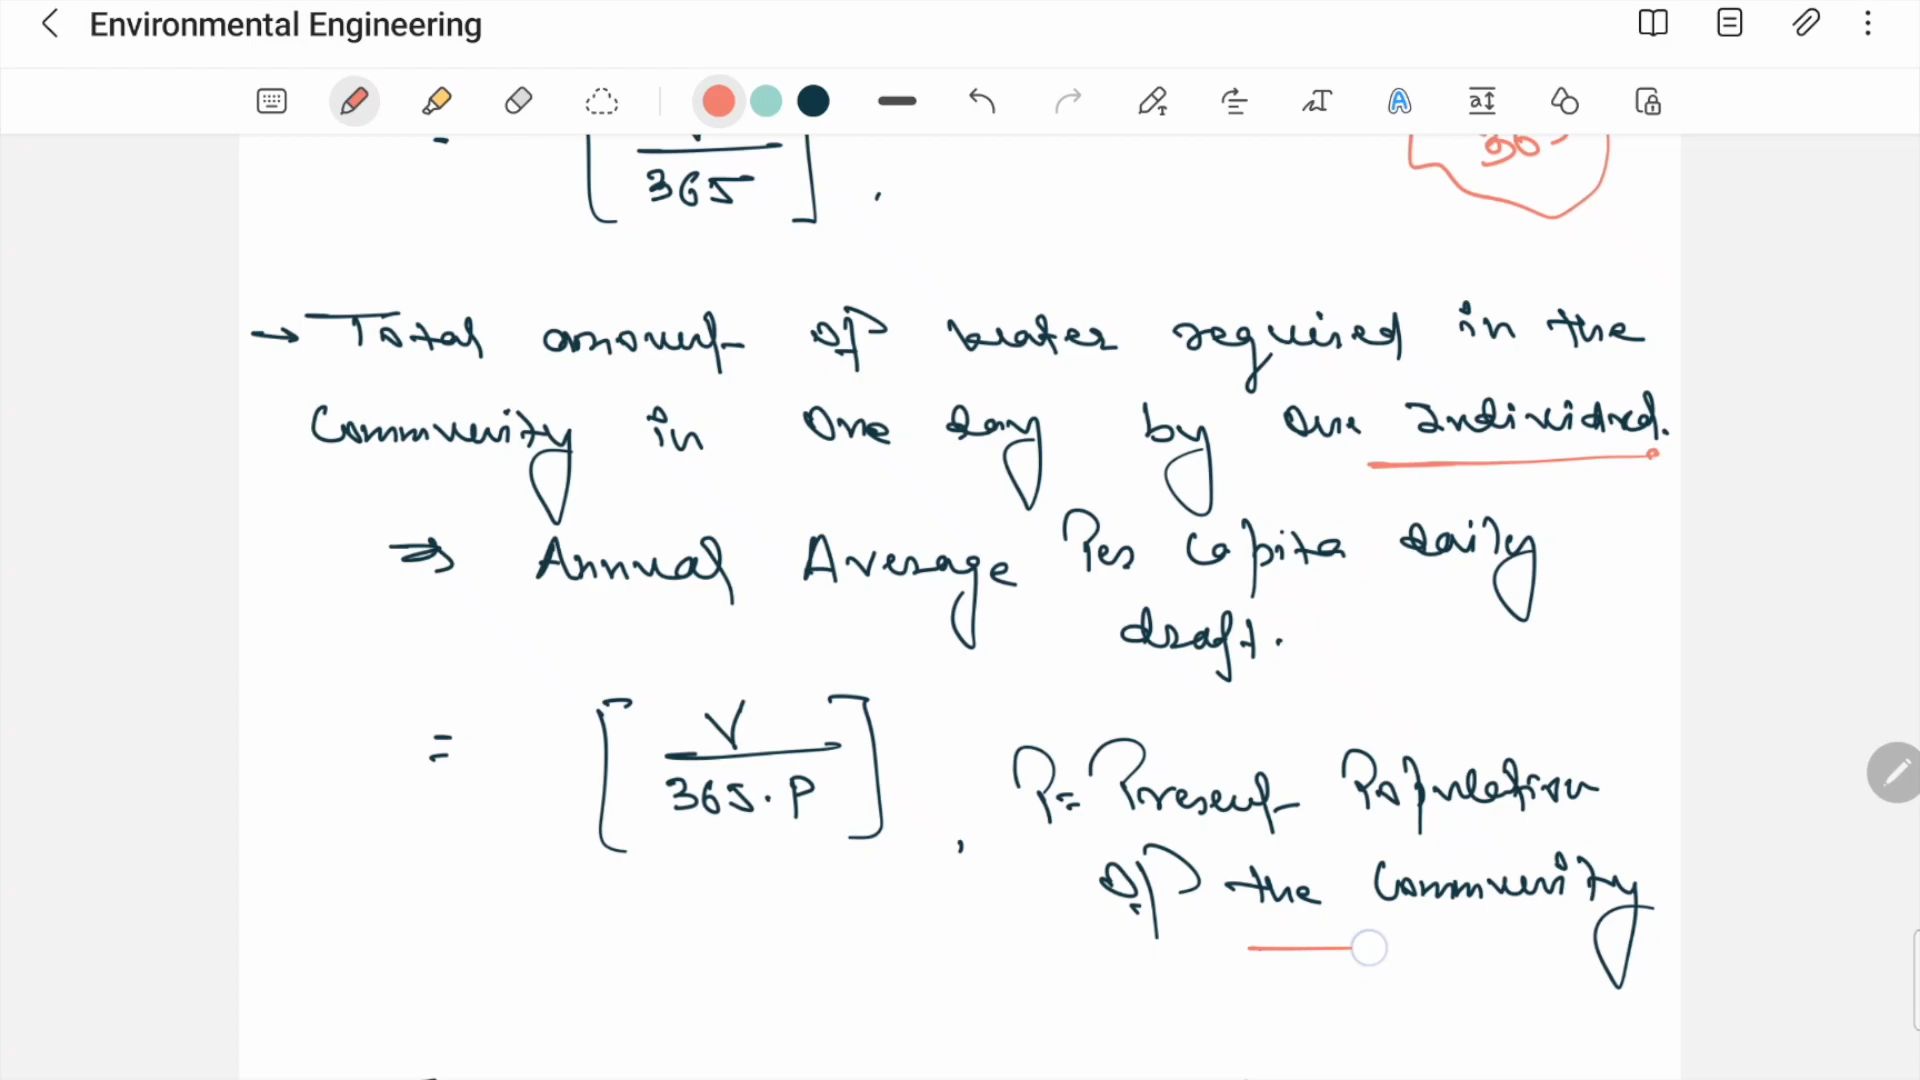 Environmental Engineering
= [ 365 ] .
→ Total amount of water required in the
Community in one day by one Individual.
⇒ Annual Average Per Capita daily
draft.
= [ V / 365 . P ] , P = Present Population
of the Community